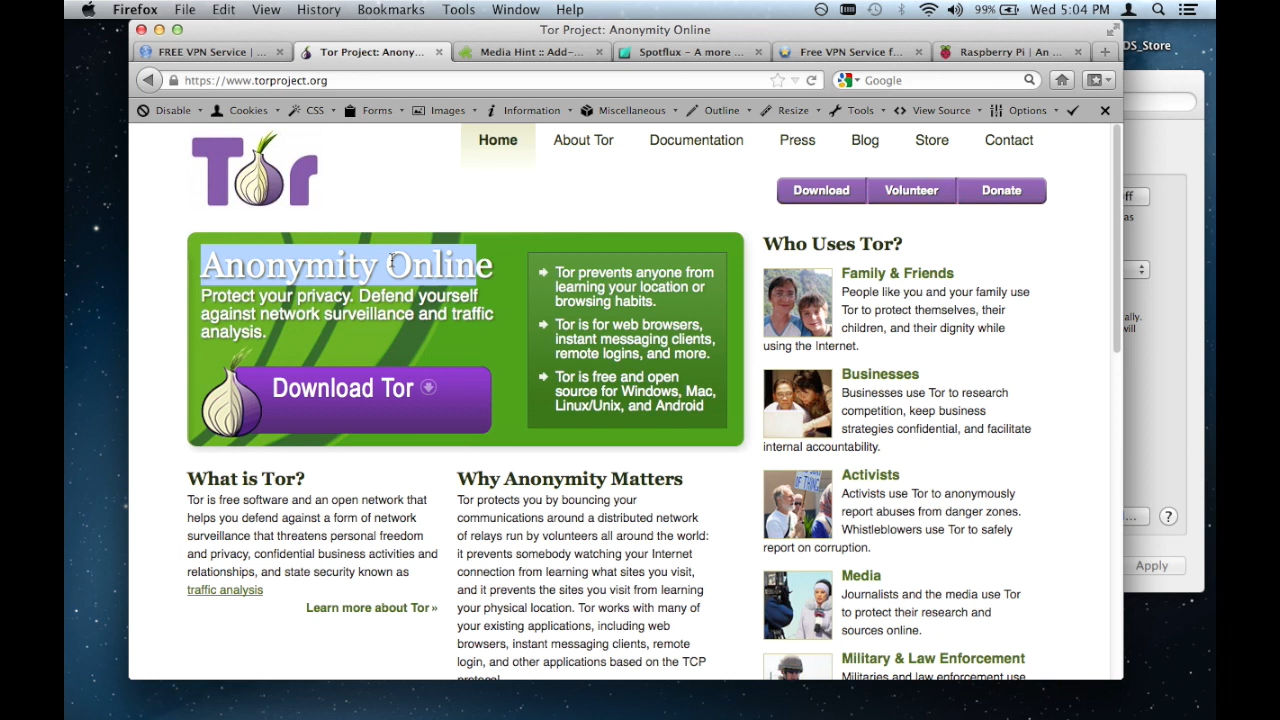 Firefox File Edit View History Bookmarks Tools Window Help 99% Wed 5:04 PM
Tor Project: Anonymity Online
DS_Store
FREE VPN Service | ... Tor Project: Anony... Media Hint :: Add-... Spotflux - A more ... Free VPN Service f... Raspberry Pi | An ...
https://www.torproject.org Google
Disable Cookies CSS Forms Images Information Miscellaneous Outline Resize Tools View Source Options
Tor
Home About Tor Documentation Press Blog Store Contact
Download Volunteer Donate
Anonymity Online
Protect your privacy. Defend yourself
against network surveillance and traffic
analysis.
Download Tor
Tor prevents anyone from
learning your location or
browsing habits.
Tor is for web browsers,
instant messaging clients,
remote logins, and more.
Tor is free and open
source for Windows, Mac,
Linux/Unix, and Android
What is Tor?
Tor is free software and an open network that
helps you defend against a form of network
surveillance that threatens personal freedom
and privacy, confidential business activities and
relationships, and state security known as
traffic analysis
Learn more about Tor »
Why Anonymity Matters
Tor protects you by bouncing your
communications around a distributed network
of relays run by volunteers all around the world:
it prevents somebody watching your Internet
connection from learning what sites you visit,
and it prevents the sites you visit from learning
your physical location. Tor works with many of
your existing applications, including web
browsers, instant messaging clients, remote
login, and other applications based on the TCP
protocol.
Who Uses Tor?
Family & Friends
People like you and your family use
Tor to protect themselves, their
children, and their dignity while
using the Internet.
Businesses
Businesses use Tor to research
competition, keep business
strategies confidential, and facilitate
internal accountability.
Activists
Activists use Tor to anonymously
report abuses from danger zones.
Whistleblowers use Tor to safely
report on corruption.
Media
Journalists and the media use Tor
to protect their research and
sources online.
Military & Law Enforcement
Militaries and law enforcement use
ff
as
ally.
will
...
?
Apply